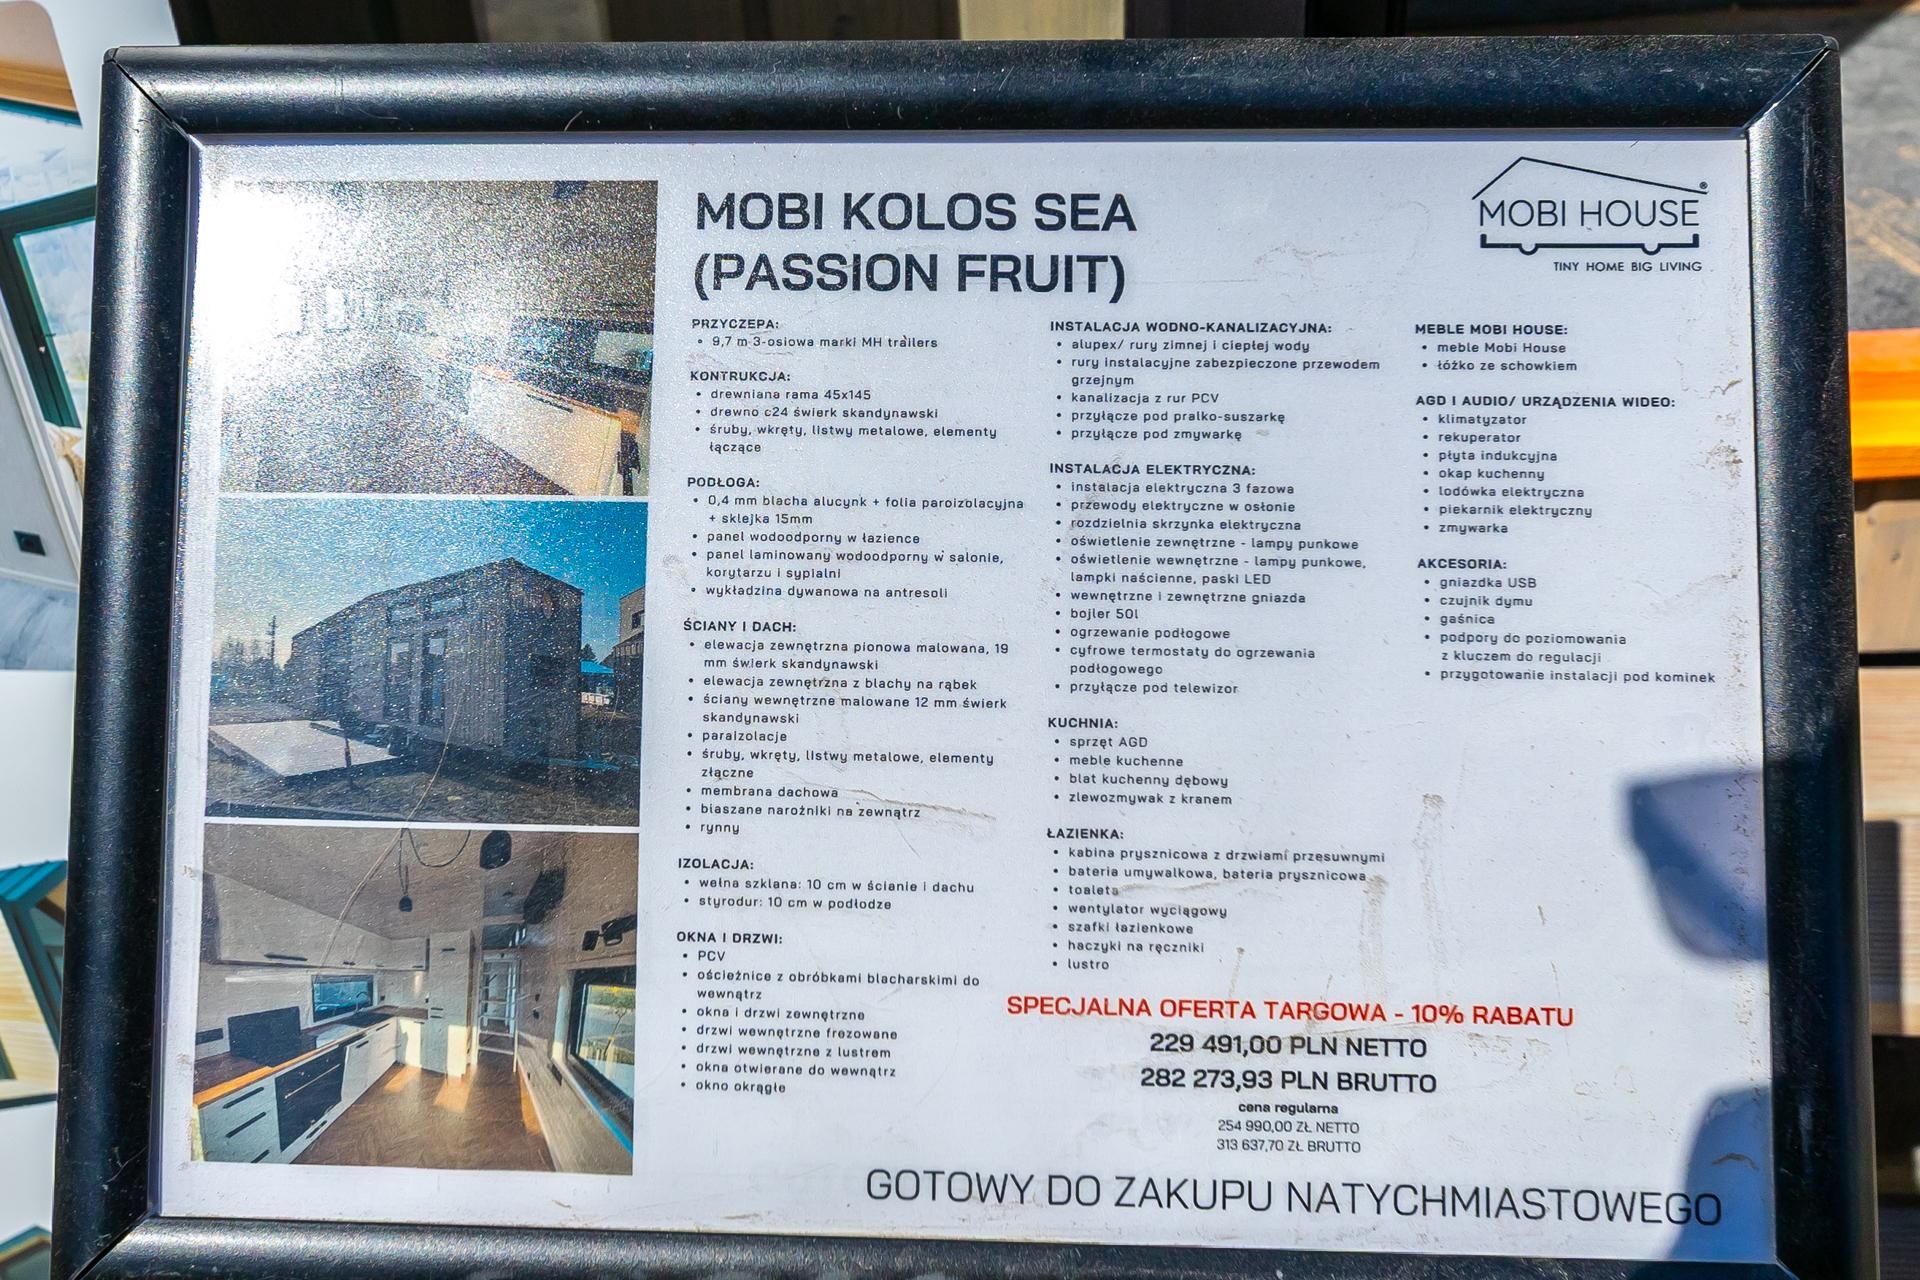 MOBI KOLOS SEA
(PASSION FRUIT)
MOBI HOUSE®
TINY HOME BIG LIVING
PRZYCZEPA:
• 9,7 m 3-osiowa marki MH trailers
KONTRUKCJA:
• drewniana rama 45x145
• drewno c24 świerk skandynawski
• śruby, wkręty, listwy metalowe, elementy
łączące
PODŁOGA:
• 0,4 mm blacha alucynk + folia paroizolacyjna
+ sklejka 15mm
• panel wodoodporny w łazience
• panel laminowany wodoodporny w salonie,
korytarzu i sypialni
• wykładzina dywanowa na antresoli
ŚCIANY I DACH:
• elewacja zewnętrzna pionowa malowana, 19
mm świerk skandynawski
• elewacja zewnętrzna z blachy na rąbek
• ściany wewnętrzne malowane 12 mm świerk
skandynawski
• paraizolacje
• śruby, wkręty, listwy metalowe, elementy
złączne
• membrana dachowa
• blaszane narożniki na zewnątrz
• rynny
IZOLACJA:
• wełna szklana: 10 cm w ścianie i dachu
• styrodur: 10 cm w podłodze
OKNA I DRZWI:
• PCV
• ościeżnice z obróbkami blacharskimi do
wewnątrz
• okna i drzwi zewnętrzne
• drzwi wewnętrzne frezowane
• drzwi wewnętrzne z lustrem
• okna otwierane do wewnątrz
• okno okrągłe
INSTALACJA WODNO-KANALIZACYJNA:
• alupex/ rury zimnej i ciepłej wody
• rury instalacyjne zabezpieczone przewodem
grzejnym
• kanalizacja z rur PCV
• przyłącze pod pralko-suszarkę
• przyłącze pod zmywarkę
INSTALACJA ELEKTRYCZNA:
• instalacja elektryczna 3 fazowa
• przewody elektryczne w osłonie
• rozdzielnia skrzynka elektryczna
• oświetlenie zewnętrzne - lampy punkowe
• oświetlenie wewnętrzne - lampy punkowe,
lampki naścienne, paski LED
• wewnętrzne i zewnętrzne gniazda
• bojler 50l
• ogrzewanie podłogowe
• cyfrowe termostaty do ogrzewania
podłogowego
• przyłącze pod telewizor
KUCHNIA:
• sprzęt AGD
• meble kuchenne
• blat kuchenny dębowy
• zlewozmywak z kranem
ŁAZIENKA:
• kabina prysznicowa z drzwiami przesuwnymi
• bateria umywalkowa, bateria prysznicowa
• toaleta
• wentylator wyciągowy
• szafki łazienkowe
• haczyki na ręczniki
• lustro
MEBLE MOBI HOUSE:
• meble Mobi House
• łóżko ze schowkiem
AGD I AUDIO/ URZĄDZENIA WIDEO:
• klimatyzator
• rekuperator
• płyta indukcyjna
• okap kuchenny
• lodówka elektryczna
• piekarnik elektryczny
• zmywarka
AKCESORIA:
• gniazdka USB
• czujnik dymu
• gaśnica
• podpory do poziomowania
z kluczem do regulacji
• przygotowanie instalacji pod kominek
SPECJALNA OFERTA TARGOWA - 10% RABATU
229 491,00 PLN NETTO
282 273,93 PLN BRUTTO
cena regularna
254 990,00 ZŁ NETTO
313 637,70 ZŁ BRUTTO
GOTOWY DO ZAKUPU NATYCHMIASTOWEGO